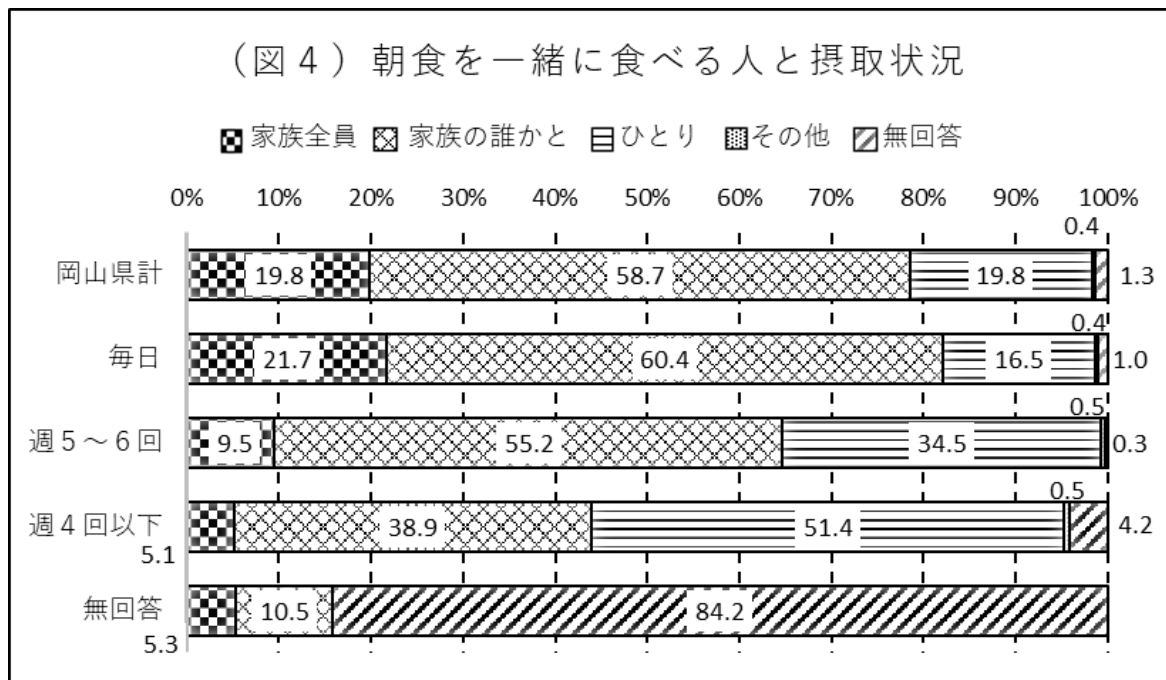 （図４）朝食を一緒に食べる人と摂取状況
家族全員 家族の誰かと ひとり その他 無回答
0% 10% 20% 30% 40% 50% 60% 70% 80% 90% 100%
0.4
岡山県計 19.8 58.7 19.8 1.3
0.4
毎日 21.7 60.4 16.5 1.0
0.5
週５～６回 9.5 55.2 34.5 0.3
0.5
週４回以下 38.9 51.4 4.2
5.1
無回答 10.5 84.2
5.3